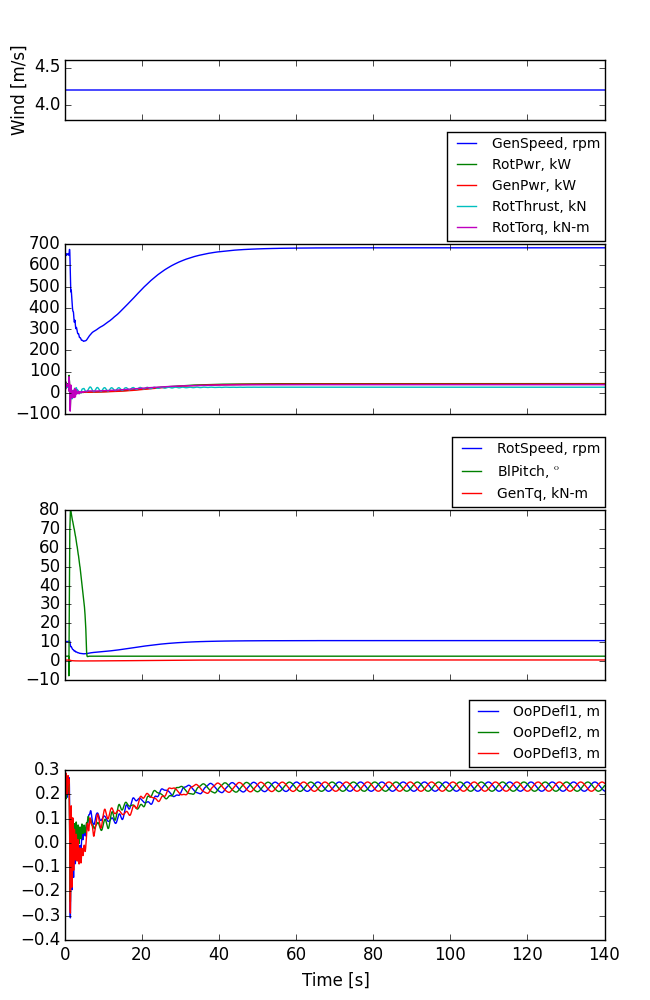 Wind [m/s]
4.5
4.0
GenSpeed, rpm
RotPwr, kW
GenPwr, kW
RotThrust, kN
RotTorq, kN-m
700
600
500
400
300
200
100
0
−100
RotSpeed, rpm
BlPitch, °
GenTq, kN-m
80
70
60
50
40
30
20
10
0
−10
OoPDefl1, m
OoPDefl2, m
OoPDefl3, m
0.3
0.2
0.1
0.0
−0.1
−0.2
−0.3
−0.4
0 20 40 60 80 100 120 140
Time [s]